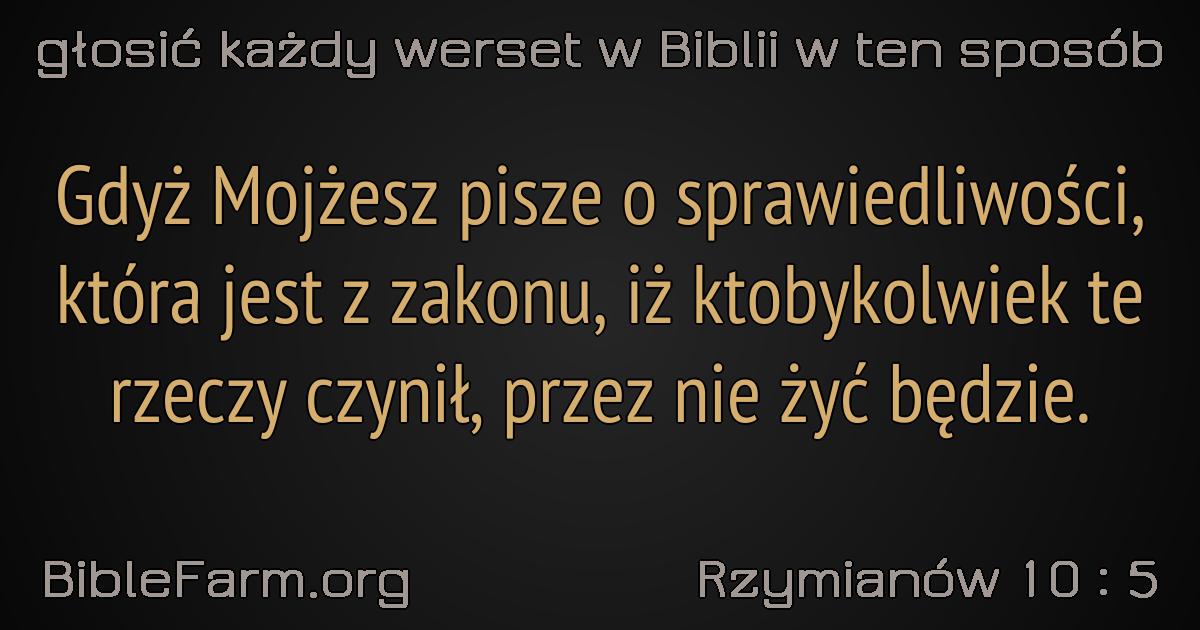 głosić każdy werset w Biblii w ten sposób
Gdyż Mojżesz pisze o sprawiedliwości,
która jest z zakonu, iż ktobykolwiek te
rzeczy czynił, przez nie żyć będzie.
BibleFarm.org
Rzymianów 10 : 5